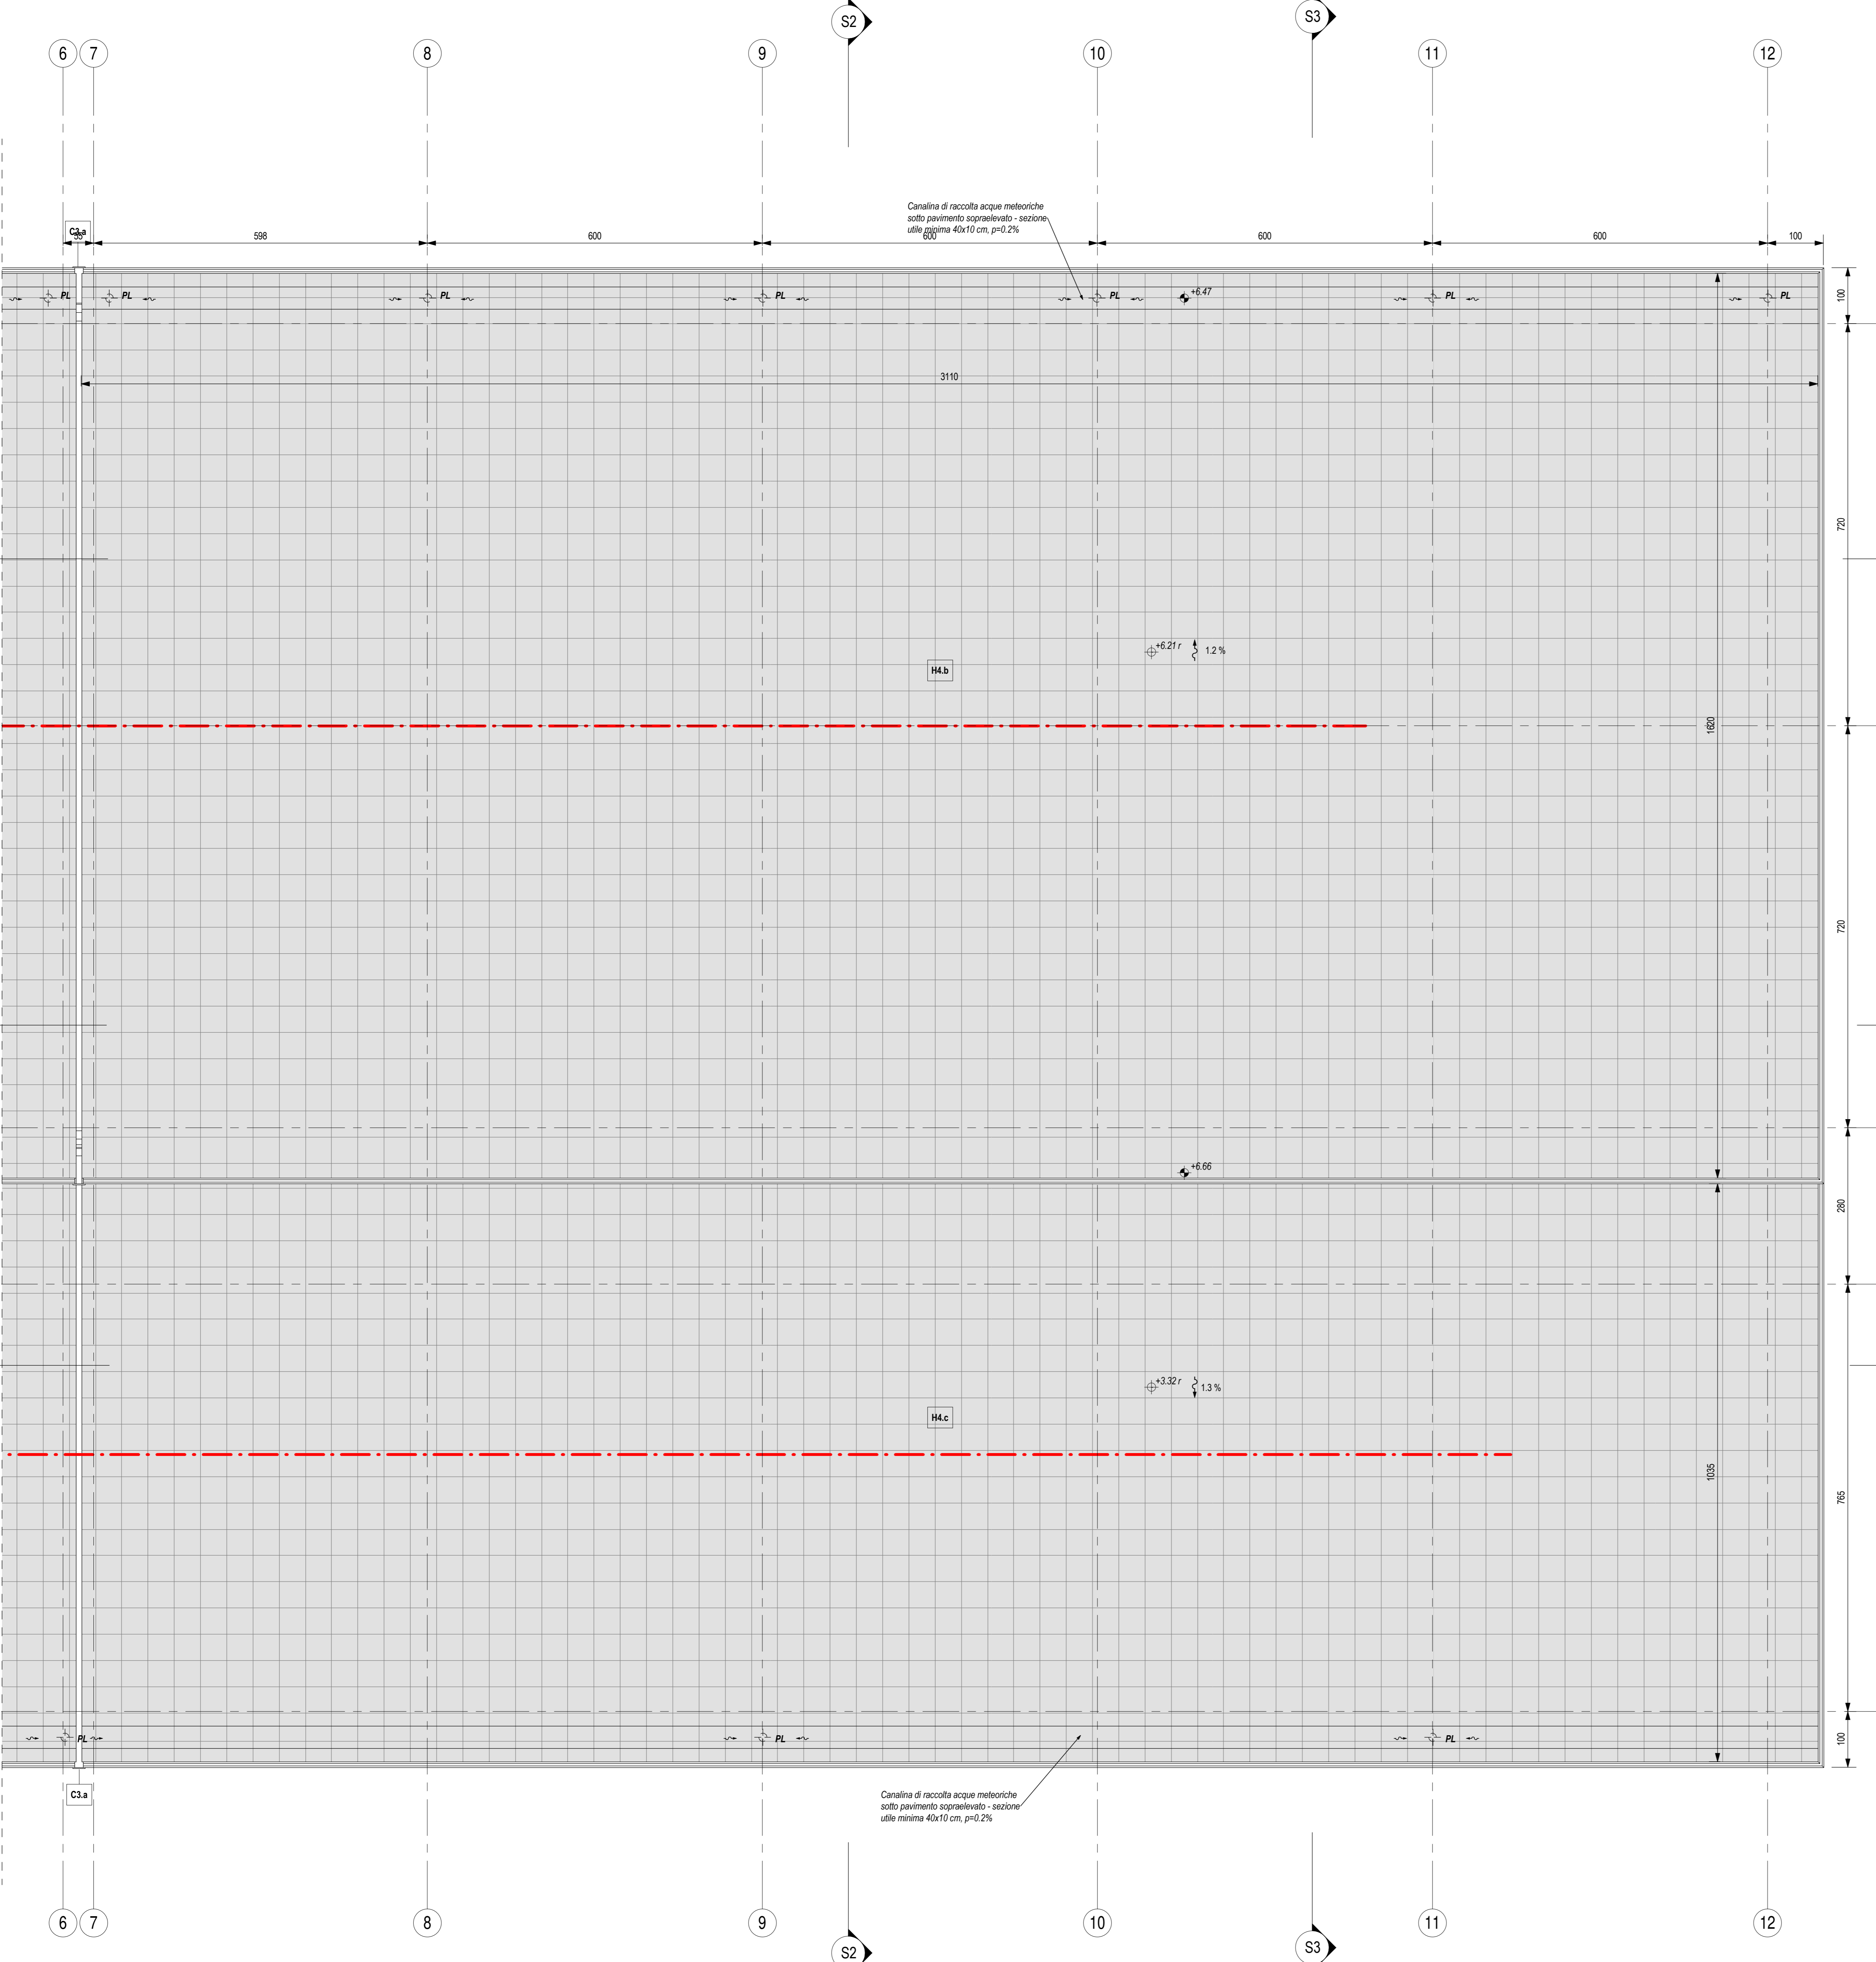 S2
S3
6
7
8
9
10
11
12
Canalina di raccolta acque meteoriche
sotto pavimento sopraelevato - sezione
utile minima 40x10 cm, p=0.2%
C3.a
55
598
600
600
600
600
100
PL
PL
PL
PL
PL
+6.47
PL
PL
100
3110
720
+6.21 r
1.2 %
H4.b
1620
720
+6.66
280
+3.32 r
1.3 %
H4.c
1035
765
PL
PL
PL
100
C3.a
Canalina di raccolta acque meteoriche
sotto pavimento sopraelevato - sezione
utile minima 40x10 cm, p=0.2%
6
7
8
9
10
11
12
S2
S3